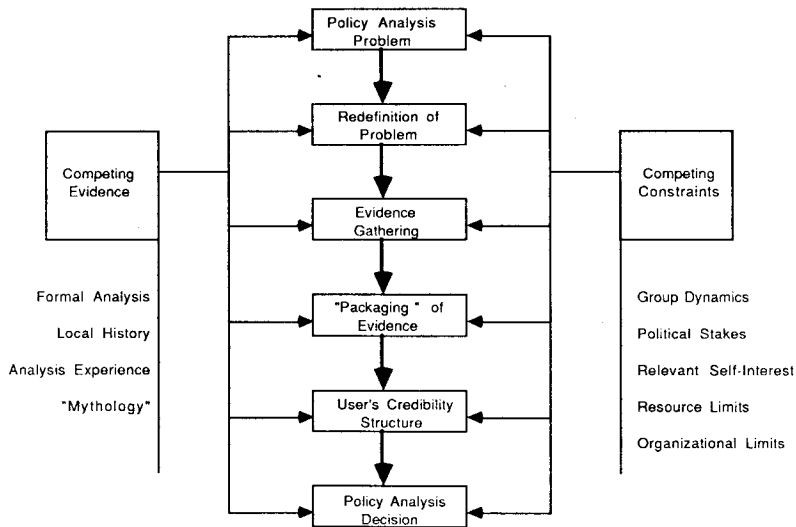 Policy Analysis
Problem
Redefinition of
Problem
Competing
Evidence
Competing
Constraints
Evidence
Gathering
Formal Analysis
Local History
Analysis Experience
"Mythology"
"Packaging" of
Evidence
Group Dynamics
Political Stakes
Relevant Self-Interest
Resource Limits
Organizational Limits
User's Credibility
Structure
Policy Analysis
Decision